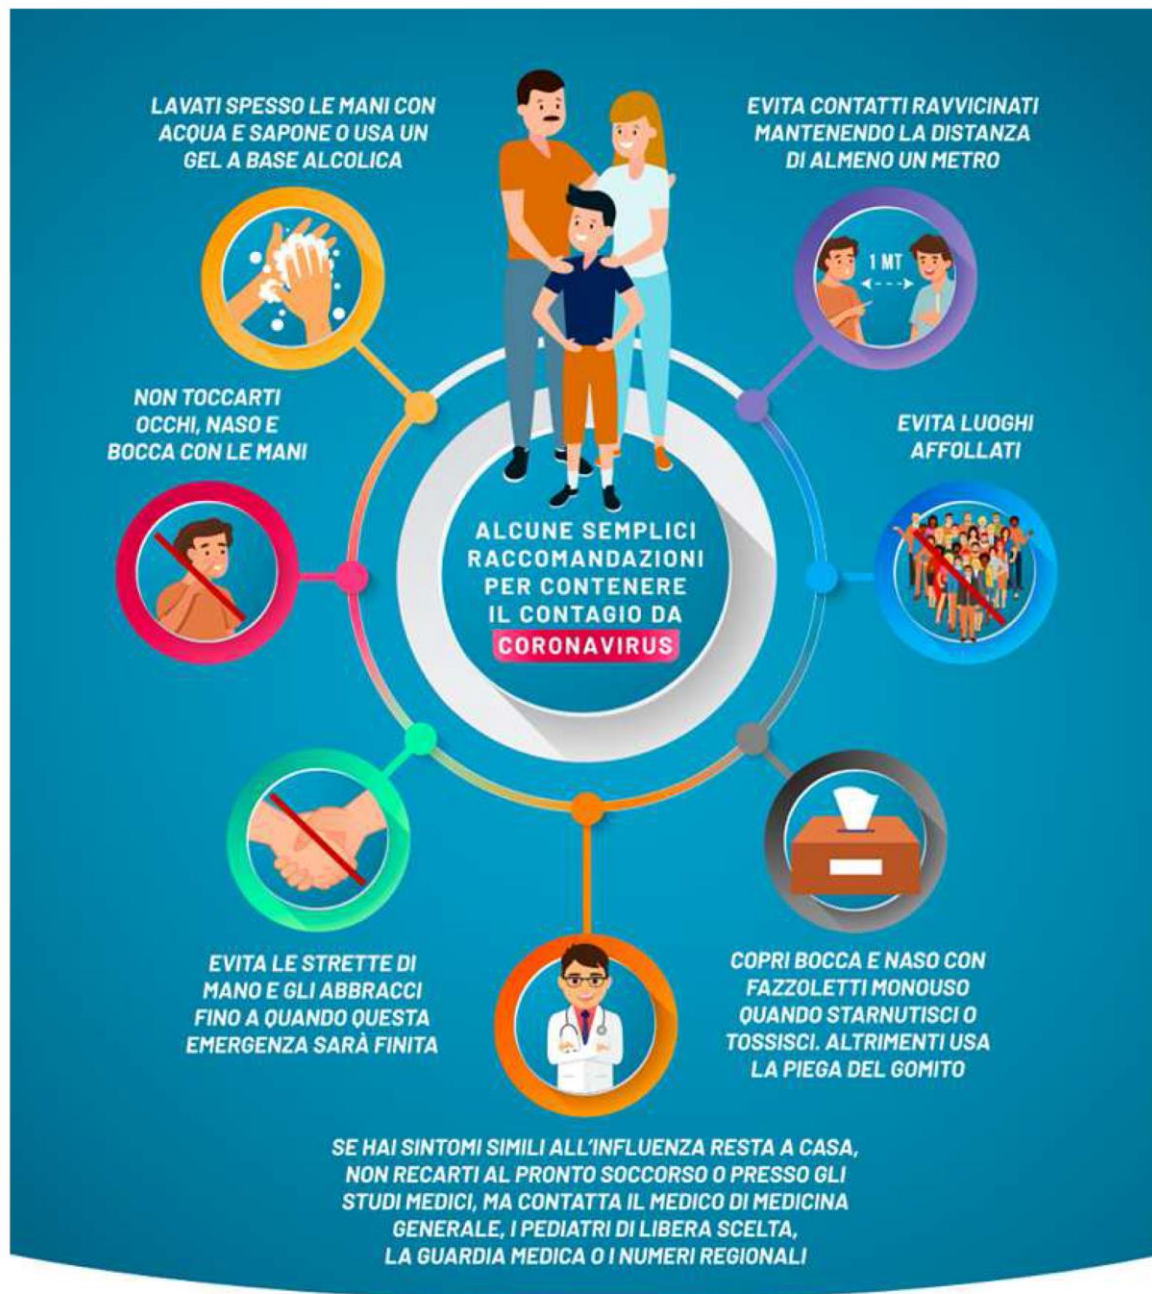 LAVATI SPESSO LE MANI CON
ACQUA E SAPONE O USA UN
GEL A BASE ALCOLICA
EVITA CONTATTI RAVVICINATI
MANTENENDO LA DISTANZA
DI ALMENO UN METRO
1 MT
NON TOCCARTI
OCCHI, NASO E
BOCCA CON LE MANI
EVITA LUOGHI
AFFOLLATI
ALCUNE SEMPLICI
RACCOMANDAZIONI
PER CONTENERE
IL CONTAGIO DA
CORONAVIRUS
EVITA LE STRETTE DI
MANO E GLI ABBRACCI
FINO A QUANDO QUESTA
EMERGENZA SARÀ FINITA
COPRI BOCCA E NASO CON
FAZZOLETTI MONOUSO
QUANDO STARNUTISCI O
TOSSISCI. ALTRIMENTI USA
LA PIEGA DEL GOMITO
SE HAI SINTOMI SIMILI ALL'INFLUENZA RESTA A CASA,
NON RECARTI AL PRONTO SOCCORSO O PRESSO GLI
STUDI MEDICI, MA CONTATTA IL MEDICO DI MEDICINA
GENERALE, I PEDIATRI DI LIBERA SCELTA,
LA GUARDIA MEDICA O I NUMERI REGIONALI